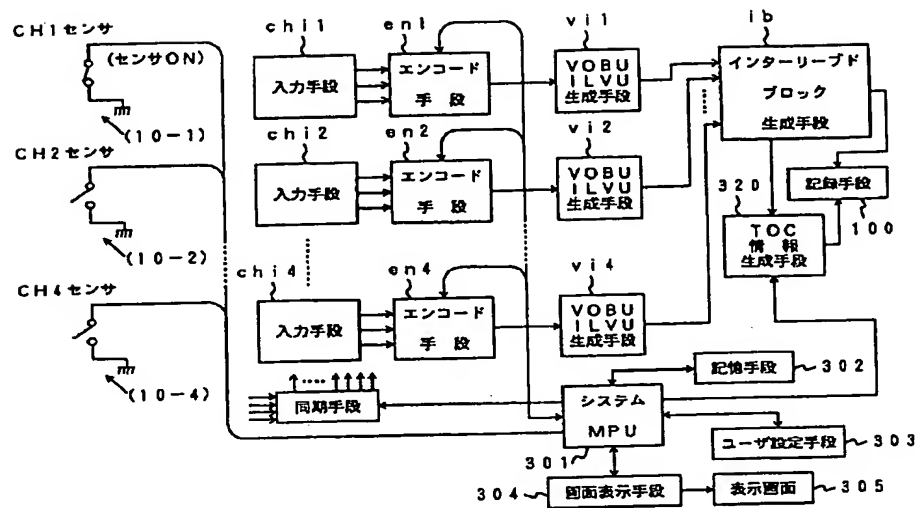 CH1センサ
(センサON)
(10-1)
CH2センサ
(10-2)
CH4センサ
(10-4)
chi1
入力手段
en1
エンコード
手段
vi1
VOBU
ILVU
生成手段
ib
インターリーブド
ブロック
生成手段
chi2
入力手段
en2
エンコード
手段
vi2
VOBU
ILVU
生成手段
320
TOC
情報
生成手段
記録手段
100
chi4
入力手段
en4
エンコード
手段
vi4
VOBU
ILVU
生成手段
同期手段
システム
MPU
301
記憶手段
302
ユーザ設定手段
303
304
画面表示手段
表示画面
305